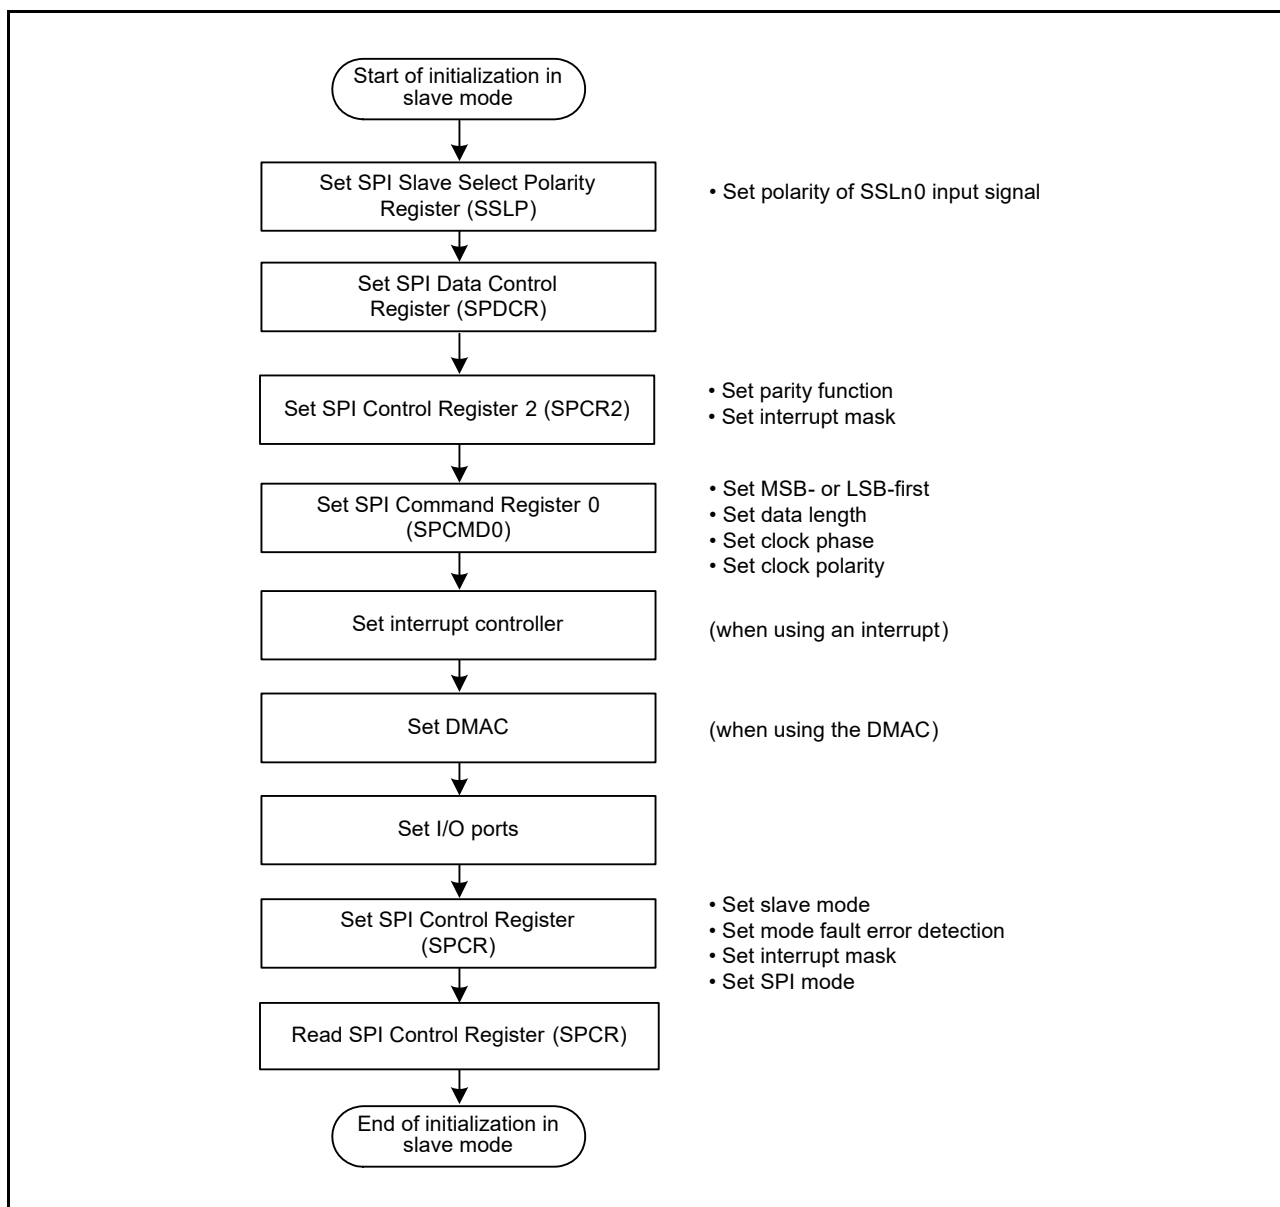 Start of initialization in
slave mode
Set SPI Slave Select Polarity
Register (SSLP)
• Set polarity of SSLn0 input signal
Set SPI Data Control
Register (SPDCR)
Set SPI Control Register 2 (SPCR2)
• Set parity function
• Set interrupt mask
Set SPI Command Register 0
(SPCMD0)
• Set MSB- or LSB-first
• Set data length
• Set clock phase
• Set clock polarity
Set interrupt controller
(when using an interrupt)
Set DMAC
(when using the DMAC)
Set I/O ports
Set SPI Control Register
(SPCR)
• Set slave mode
• Set mode fault error detection
• Set interrupt mask
• Set SPI mode
Read SPI Control Register (SPCR)
End of initialization in
slave mode